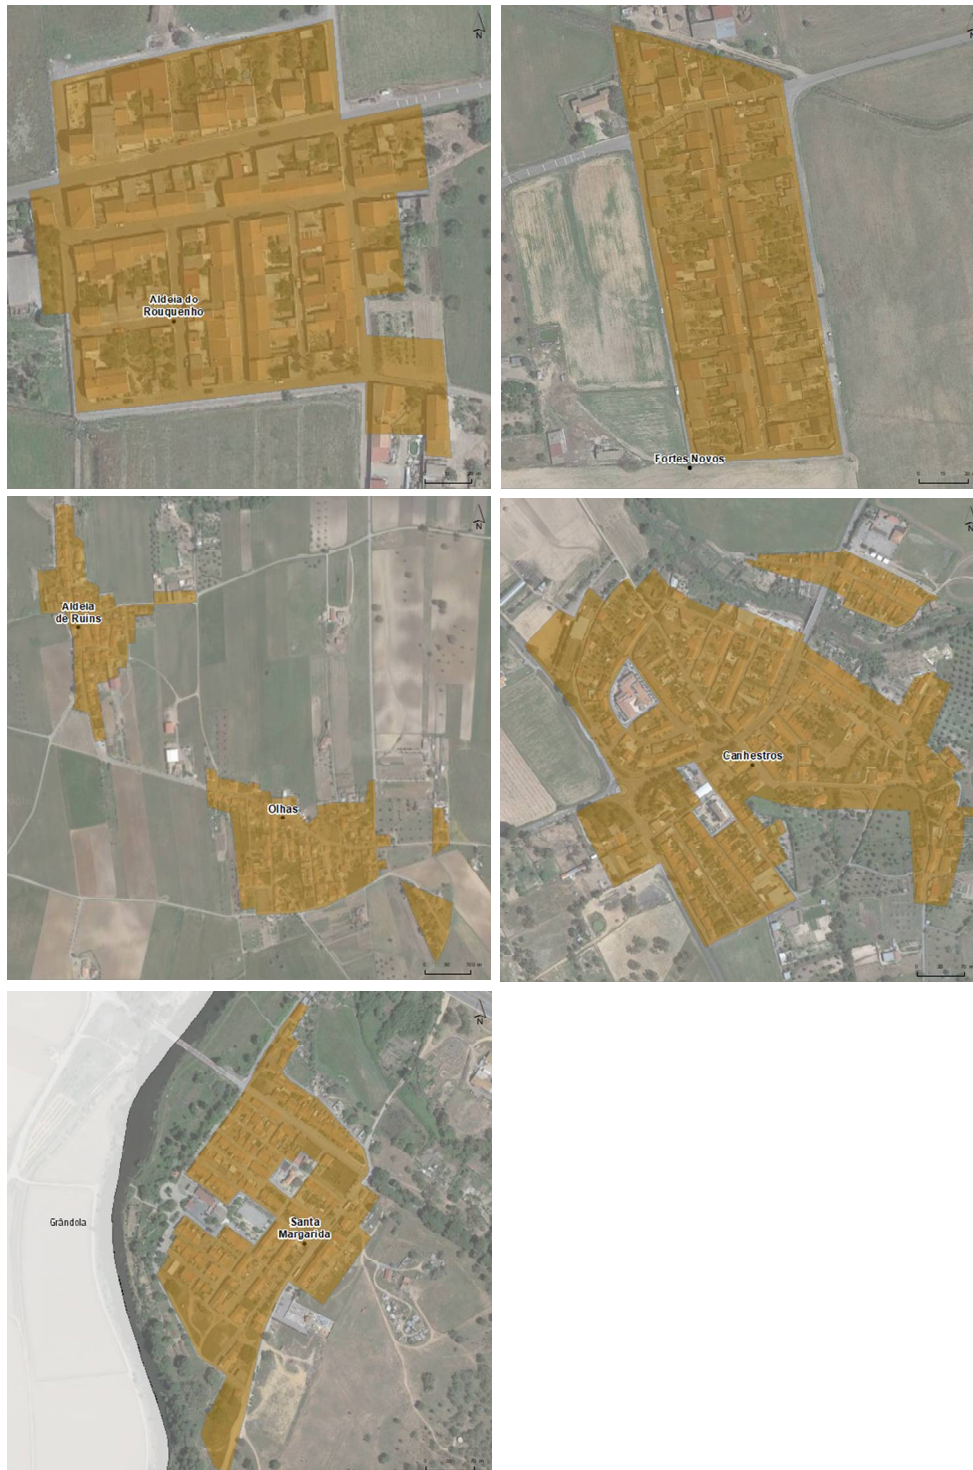 N
Aldeia do
Rouquenho
N
Fortes Novos
N
Aldeia
de Ruins
Olhas
N
Canhestros
N
Grândola
Santa
Margarida